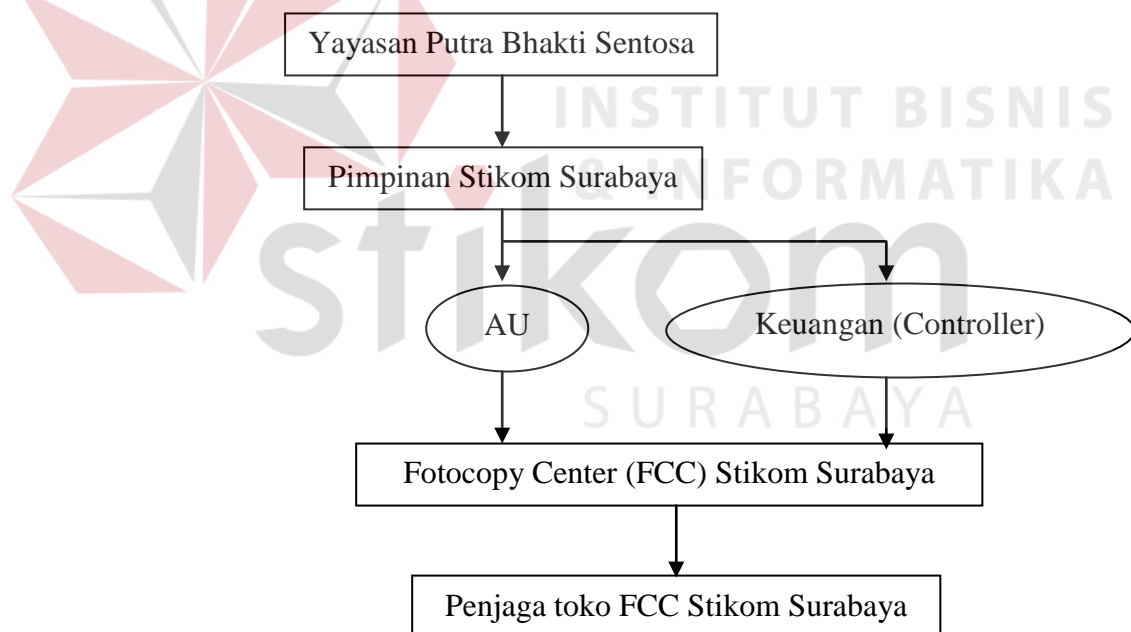 Yayasan Putra Bhakti Sentosa
INSTITUT BISNIS
& INFORMATIKA
Pimpinan Stikom Surabaya
stikom
AU
Keuangan (Controller)
SURABAYA
Fotocopy Center (FCC) Stikom Surabaya
Penjaga toko FCC Stikom Surabaya